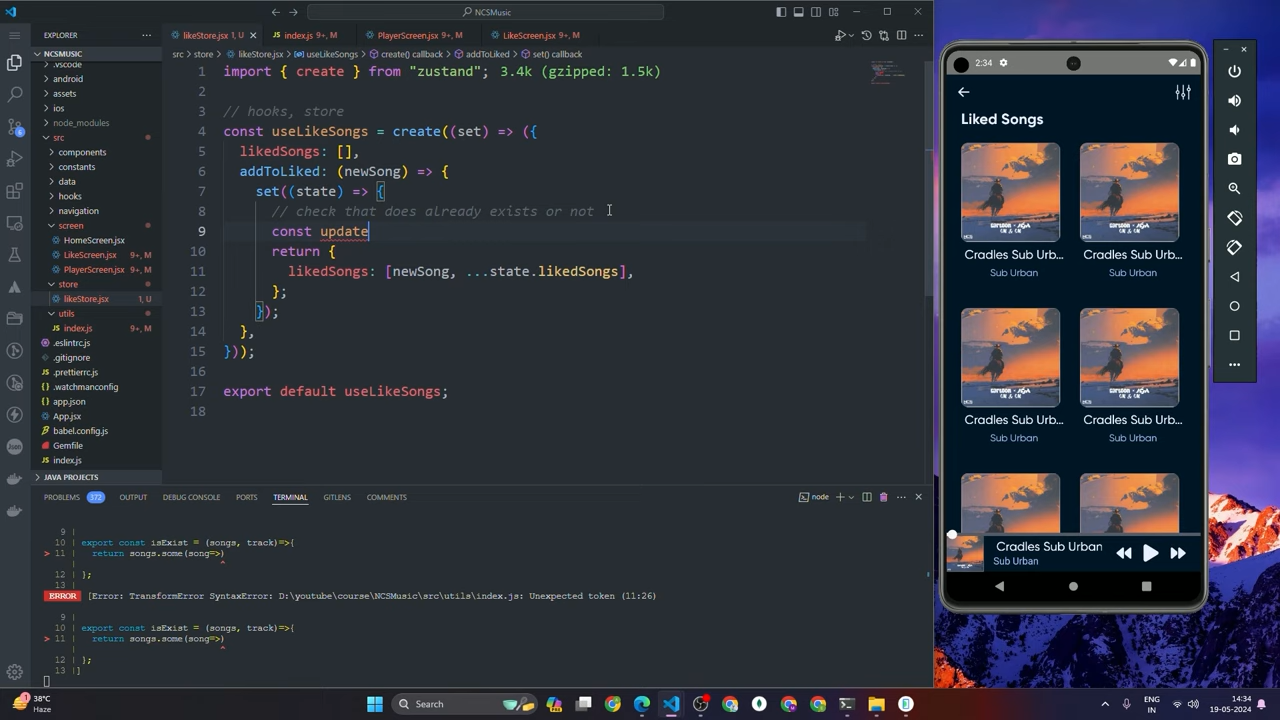 NCSMusic
EXPLORER
likeStore.jsx 1, U
index.js 9+, M
PlayerScreen.jsx 9+, M
LikeScreen.jsx 9+, M
src > store > likeStore.jsx > useLikeSongs > create() callback > addToLiked > set() callback
NCSMUSIC
.vscode
android
assets
ios
node_modules
src
components
constants
data
hooks
navigation
screen
HomeScreen.jsx
LikeScreen.jsx 9+, M
PlayerScreen.jsx 9+, M
store
likeStore.jsx 1, U
utils
index.js 9+, M
.eslintrc.js
.gitignore
.prettierrc.js
.watchmanconfig
app.json
App.jsx
babel.config.js
Gemfile
index.js
JAVA PROJECTS
1 import { create } from "zustand"; 3.4k (gzipped: 1.5k)
2
3 // hooks, store
4 const useLikeSongs = create((set) => ({
5 likedSongs: [],
6 addToLiked: (newSong) => {
7 set((state) => {
8 // check that does already exists or not
9 const update
10 return {
11 likedSongs: [newSong, ...state.likedSongs],
12 };
13 });
14 },
15 }));
16
17 export default useLikeSongs;
18
PROBLEMS 372 OUTPUT DEBUG CONSOLE PORTS TERMINAL GITLENS COMMENTS
node
9 |
10 | export const isExist = (songs, track)=>{
> 11 | return songs.some(song=>)
| ^
12 | };
13 |
ERROR [Error: TransformError SyntaxError: D:\youtube\course\NCSMusic\src\utils\index.js: Unexpected token (11:26)
9 |
10 | export const isExist = (songs, track)=>{
> 11 | return songs.some(song=>)
| ^
12 | };
13 |]
2:34
Liked Songs
Cradles Sub Urb...
Sub Urban
Cradles Sub Urb...
Sub Urban
Cradles Sub Urb...
Sub Urban
Cradles Sub Urb...
Sub Urban
Cradles Sub Urban
Sub Urban
38°C
Haze
Search
ENG
IN
14:34
19-05-2024